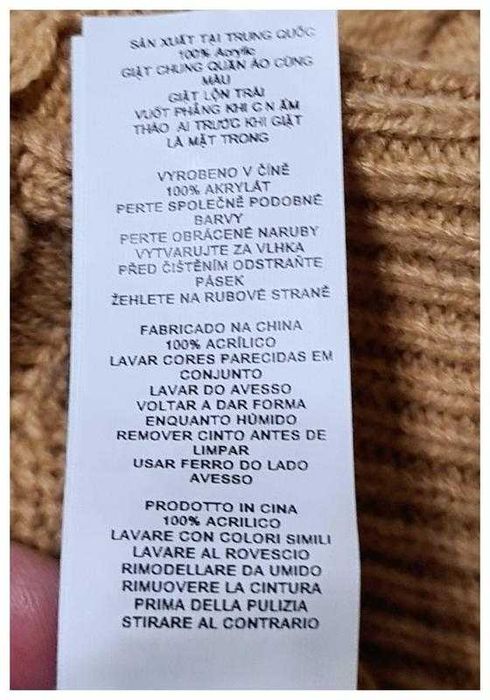 SẢN XUẤT TẠI TRUNG QUỐC
100% Acrylic
GIẶT CHUNG QUẦN ÁO CÙNG
MÀU
GIẶT LỘN TRÁI
VUỐT PHẲNG KHI C N ẨM
THÁO  AI TRƯỚC KHI GIẶT
LÀ MẶT TRONG
VYROBENO V ČÍNĚ
100% AKRYLÁT
PERTE SPOLEČNĚ PODOBNÉ
BARVY
PERTE OBRÁCENÉ NARUBY
VYTVARUJTE ZA VLHKA
PŘED ČIŠTĚNÍM ODSTRAŇTE
PÁSEK
ŽEHLETE NA RUBOVÉ STRANĚ
FABRICADO NA CHINA
100% ACRÍLICO
LAVAR CORES PARECIDAS EM
CONJUNTO
LAVAR DO AVESSO
VOLTAR A DAR FORMA
ENQUANTO HÚMIDO
REMOVER CINTO ANTES DE
LIMPAR
USAR FERRO DO LADO
AVESSO
PRODOTTO IN CINA
100% ACRILICO
LAVARE CON COLORI SIMILI
LAVARE AL ROVESCIO
RIMODELLARE DA UMIDO
RIMUOVERE LA CINTURA
PRIMA DELLA PULIZIA
STIRARE AL CONTRARIO